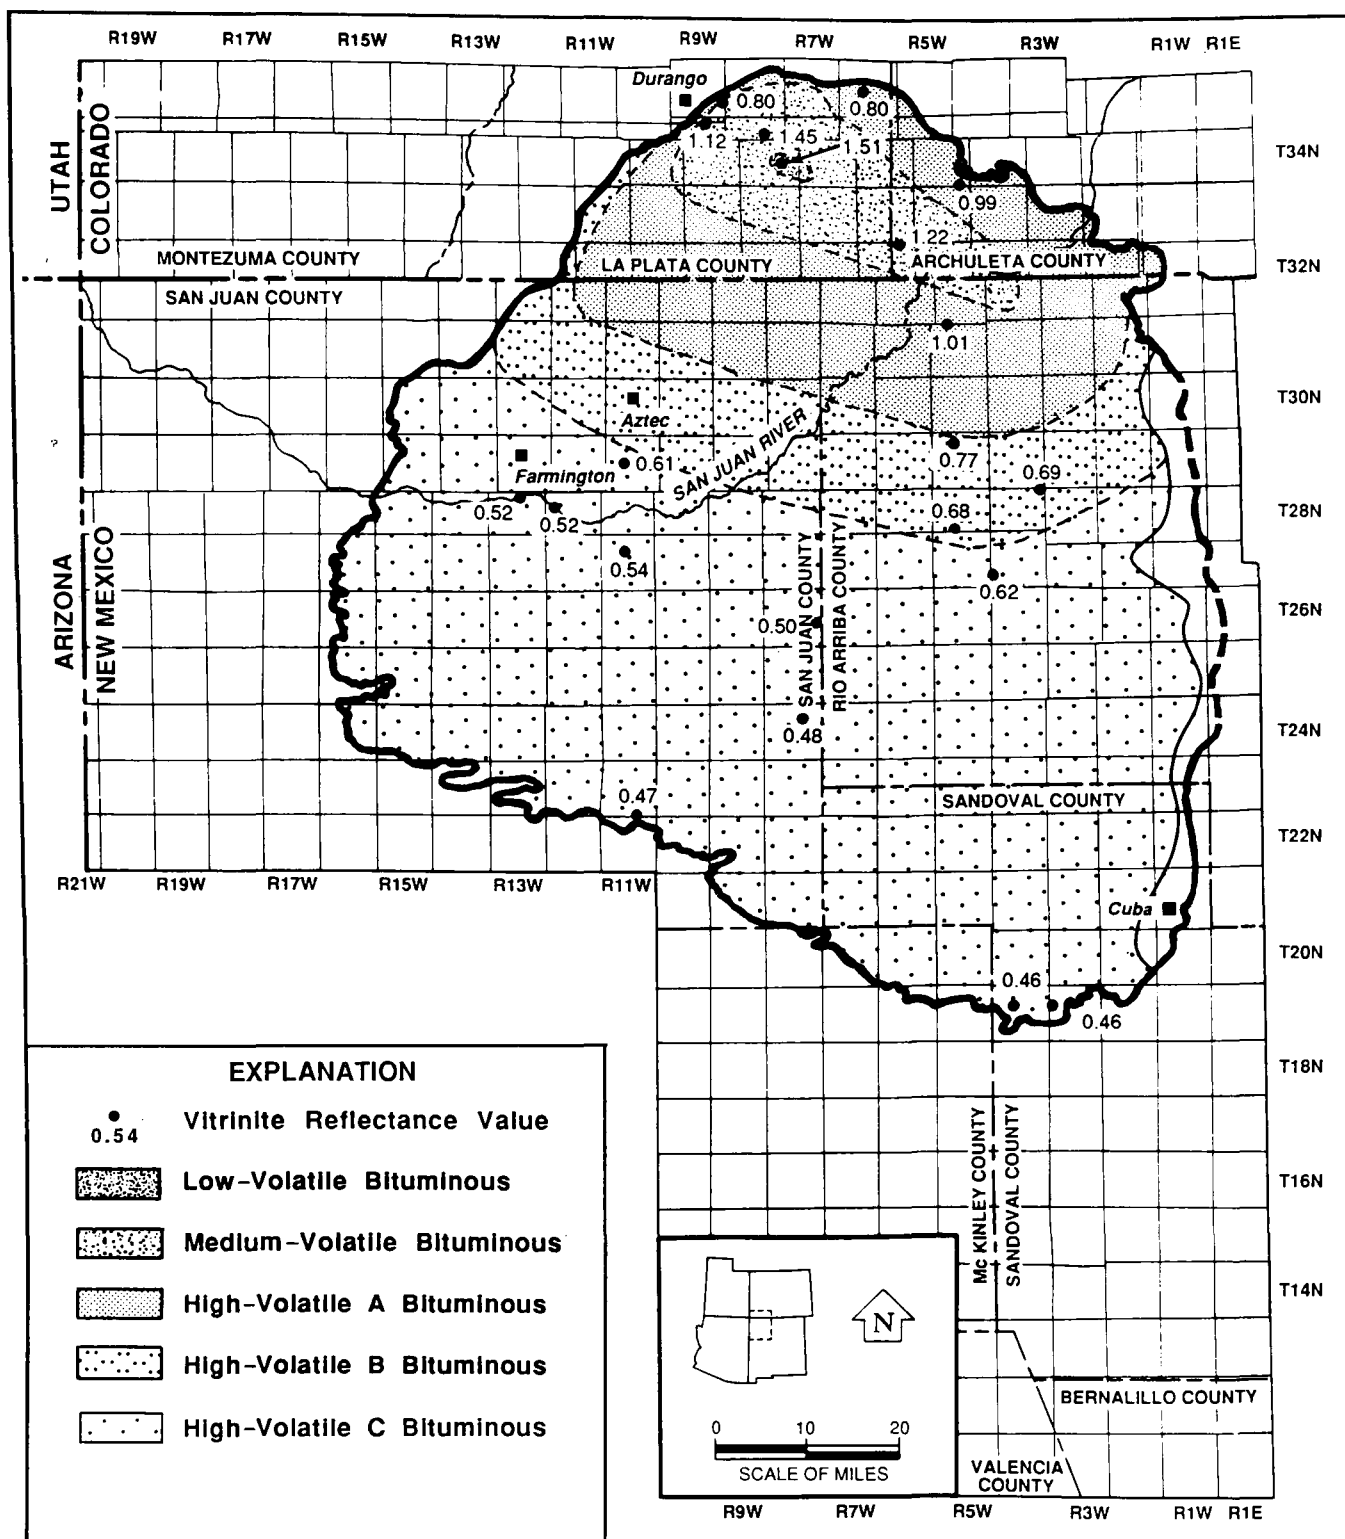 R19W R17W R15W R13W R11W R9W R7W R5W R3W R1W R1E
Durango
0.80
0.80
1.12
1.45
1.51
T34N
UTAH
COLORADO
0.99
1.22
MONTEZUMA COUNTY
LA PLATA COUNTY
ARCHULETA COUNTY
T32N
SAN JUAN COUNTY
1.01
Aztec
T30N
SAN JUAN RIVER
0.61
Farmington
0.77
0.69
0.52
0.52
0.68
T28N
0.54
0.62
ARIZONA
NEW MEXICO
SAN JUAN COUNTY
RIO ARRIBA COUNTY
T26N
0.50
0.48
T24N
0.47
SANDOVAL COUNTY
T22N
R21W R19W R17W R15W R13W R11W
Cuba
T20N
0.46
0.46
T18N
EXPLANATION
0.54
Vitrinite Reflectance Value
Low-Volatile Bituminous
Medium-Volatile Bituminous
High-Volatile A Bituminous
High-Volatile B Bituminous
High-Volatile C Bituminous
Mc KINLEY COUNTY
SANDOVAL COUNTY
T16N
T14N
N
0 10 20
SCALE OF MILES
BERNALILLO COUNTY
VALENCIA
COUNTY
R9W R7W R5W R3W R1W R1E